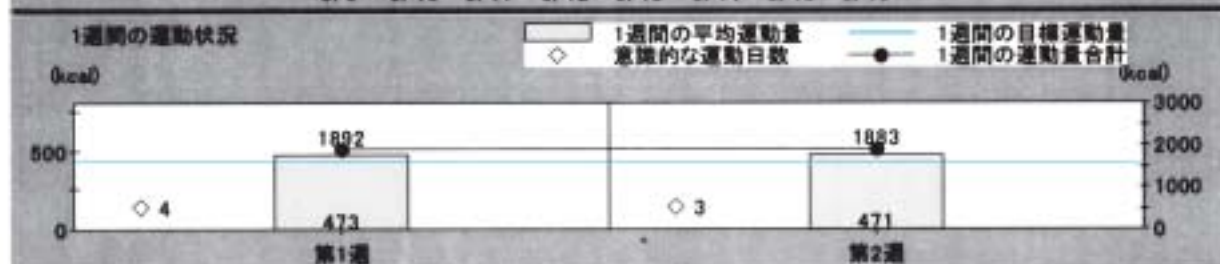 1週間の運動状況
1週間の平均運動量
1週間の目標運動量
意識的な運動日数
1週間の運動量合計
(kcal)
(kcal)
3000
1892
1883
500
2000
4
3
1000
0
473
471
0
第1週
第2週